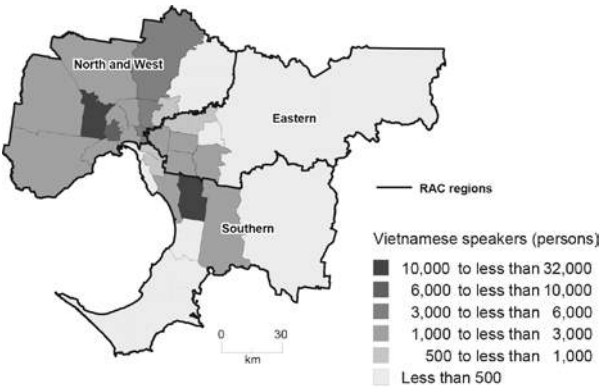 North and West
Eastern
Southern
RAC regions
0 30
km
Vietnamese speakers (persons)
10,000 to less than 32,000
6,000 to less than 10,000
3,000 to less than 6,000
1,000 to less than 3,000
500 to less than 1,000
Less than 500